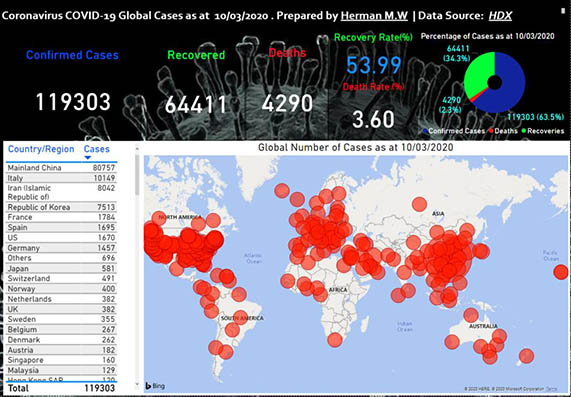 Coronavirus COVID-19 Global Cases as at 10/03/2020 . Prepared by Herman M.W | Data Source: HDX
Confirmed Cases
119303
Recovered
64411
Deaths
4290
Recovery Rate(%)
53.99
Death Rate (%)
3.60
Percentage of Cases as at 10/03/2020
64411
(34.3%)
4290
(2.3%)
119303 (63.5%)
Confirmed Cases Deaths Recoveries
Country/Region Cases
Mainland China 80757
Italy 10149
Iran (Islamic 8042
Republic of)
Republic of Korea 7513
France 1784
Spain 1695
US 1670
Germany 1457
Others 696
Japan 581
Switzerland 491
Norway 400
Netherlands 382
UK 382
Sweden 355
Belgium 267
Denmark 262
Austria 182
Singapore 160
Malaysia 129
Hong Kong SAR 120
Total 119303
Global Number of Cases as at 10/03/2020
NORTH AMERICA
ASIA
Atlantic
Ocean
Pacific
Ocean
AFRICA
SOUTH AMERICA
Indian
Ocean
AUSTRALIA
Bing
© 2020 HERE, © 2020 Microsoft Corporation Terms